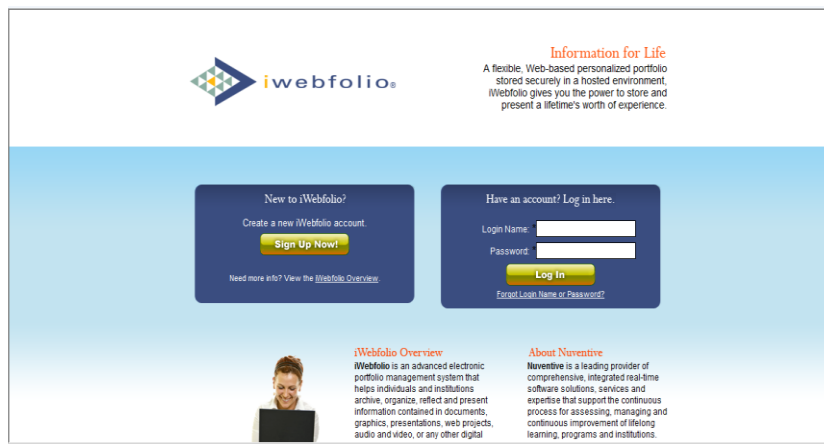 iwebfolio®
Information for Life
A flexible, Web-based personalized portfolio
stored securely in a hosted environment,
iWebfolio gives you the power to store and
present a lifetime's worth of experience.
New to iWebfolio?
Create a new iWebfolio account.
Sign Up Now!
Need more info? View the iWebfolio Overview.
Have an account? Log in here.
Login Name: *
Password: *
Log In
Forgot Login Name or Password?
iWebfolio Overview
iWebfolio is an advanced electronic
portfolio management system that
helps individuals and institutions
archive, organize, reflect and present
information contained in documents,
graphics, presentations, web projects,
audio and video, or any other digital
About Nuventive
Nuventive is a leading provider of
comprehensive, integrated real-time
software solutions, services and
expertise that support the continuous
process for assessing, managing and
continuous improvement of lifelong
learning, programs and institutions.